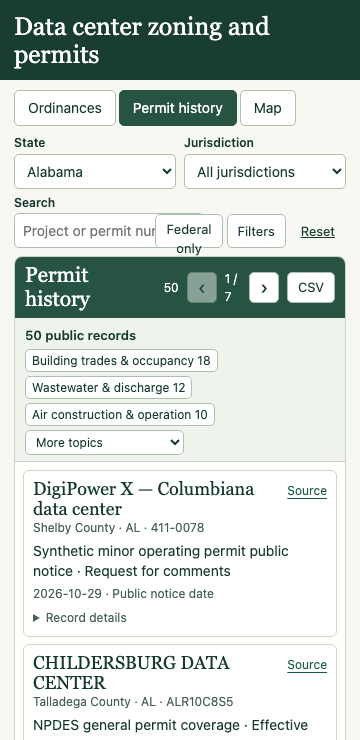 Data center zoning and
permits
Ordinances
Permit history
Map
State
Jurisdiction
Alabama
All jurisdictions
Search
Project or permit num
Federal
only
Filters
Reset
Permit
history
50
‹
1 /
7
›
CSV
50 public records
Building trades & occupancy 18
Wastewater & discharge 12
Air construction & operation 10
More topics
DigiPower X — Columbiana
data center
Source
Shelby County · AL · 411-0078
Synthetic minor operating permit public
notice · Request for comments
2026-10-29 · Public notice date
Record details
CHILDERSBURG DATA
CENTER
Source
Talladega County · AL · ALR10C8S5
NPDES general permit coverage · Effective